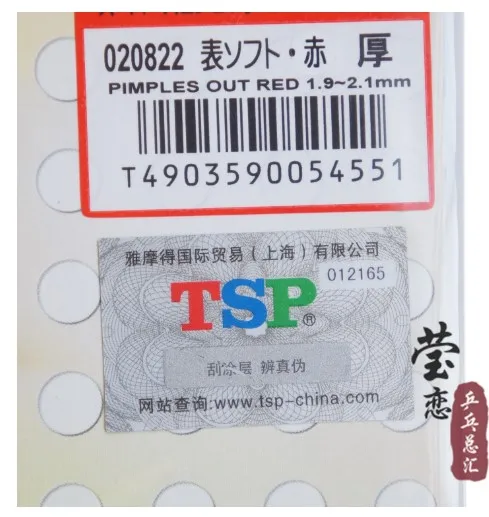 020822 表ソフト・赤 厚
PIMPLES OUT RED 1.9~2.1mm
T4903590054551
雅摩得国际贸易(上海)有限公司
012165
TSP®
刮涂层 辨真伪
网站查询:www.tsp-china.com
莹恋
乒乓总汇